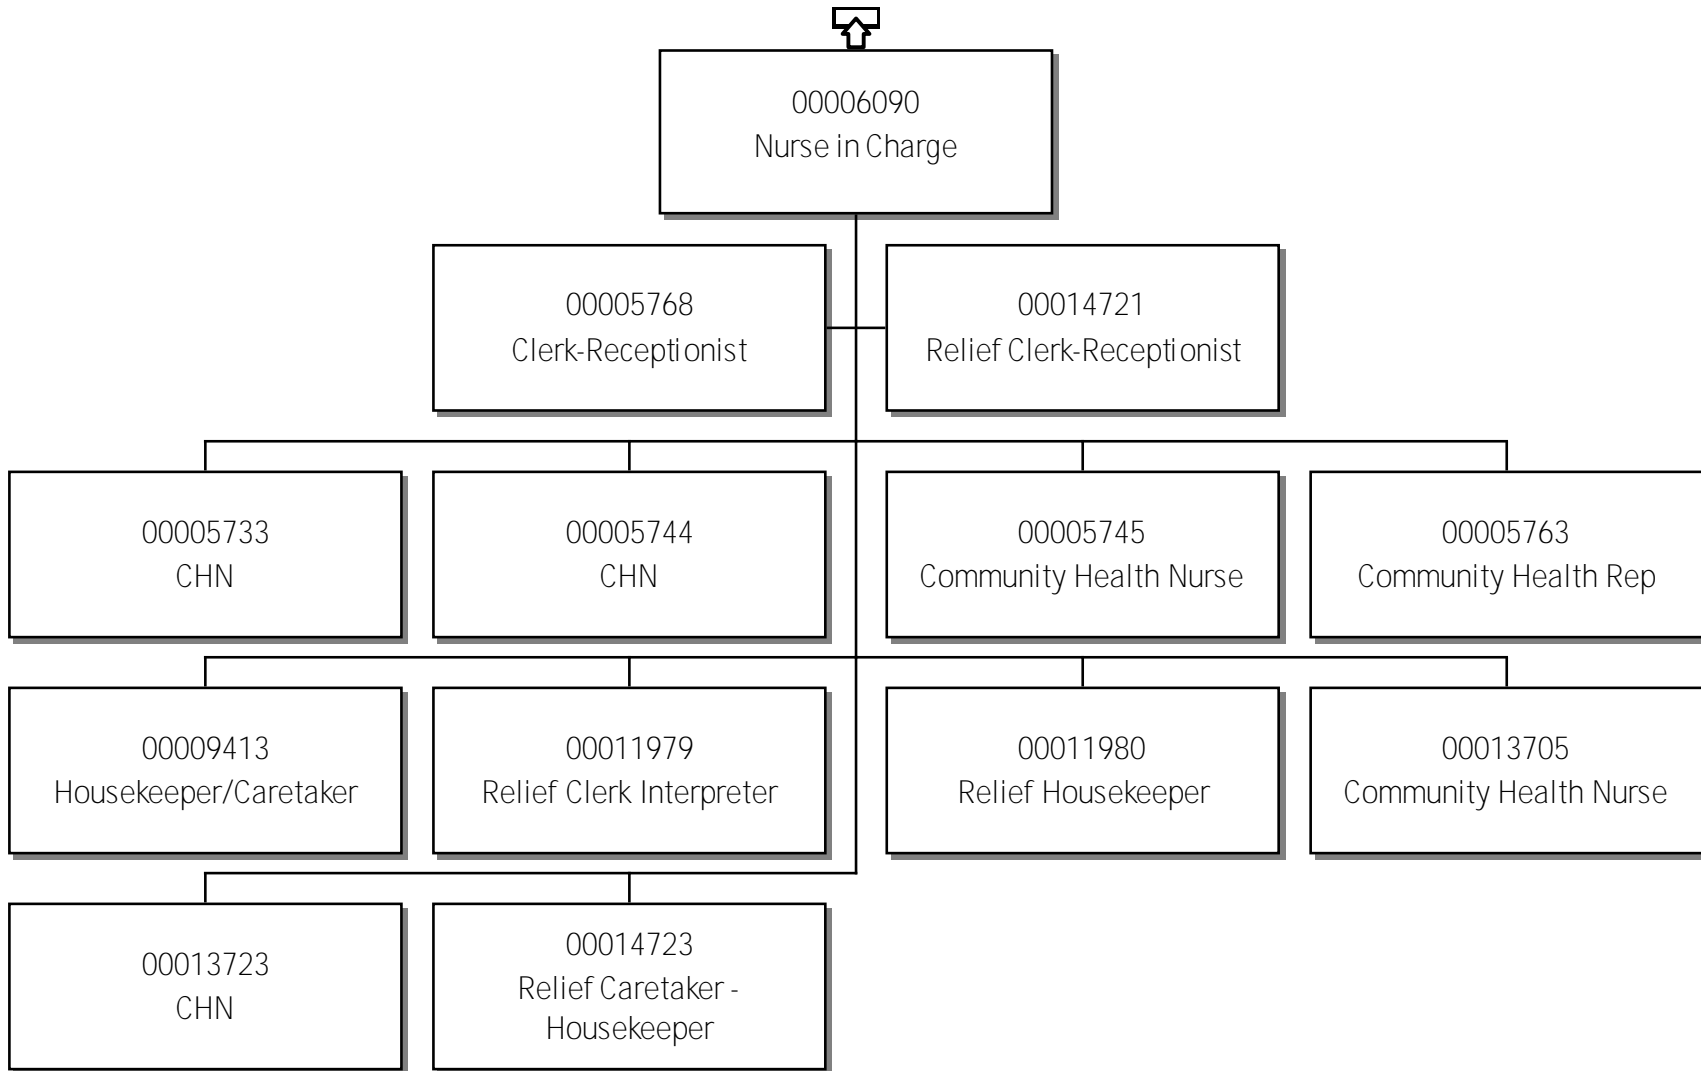 00006090
Nurse in Charge
00005768
Clerk-Receptionist
00014721
Relief Clerk-Receptionist
00005733
CHN
00005744
CHN
00005745
Community Health Nurse
00005763
Community Health Rep
00009413
Housekeeper/Caretaker
00011979
Relief Clerk Interpreter
00011980
Relief Housekeeper
00013705
Community Health Nurse
00013723
CHN
00014723
Relief Caretaker -
Housekeeper